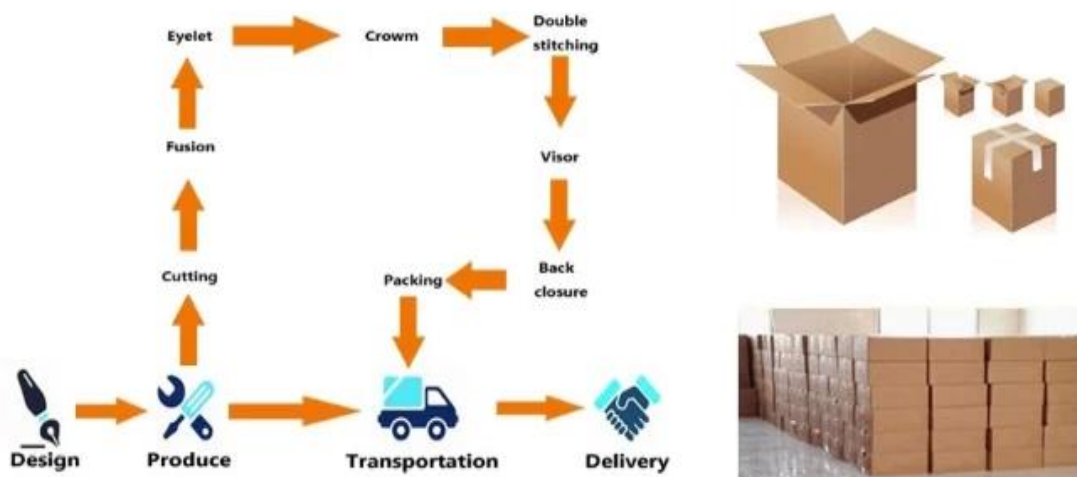 Eyelet
Crowm
Double
stitching
Fusion
Visor
Cutting
Packing
Back
closure
Design
Produce
Transportation
Delivery